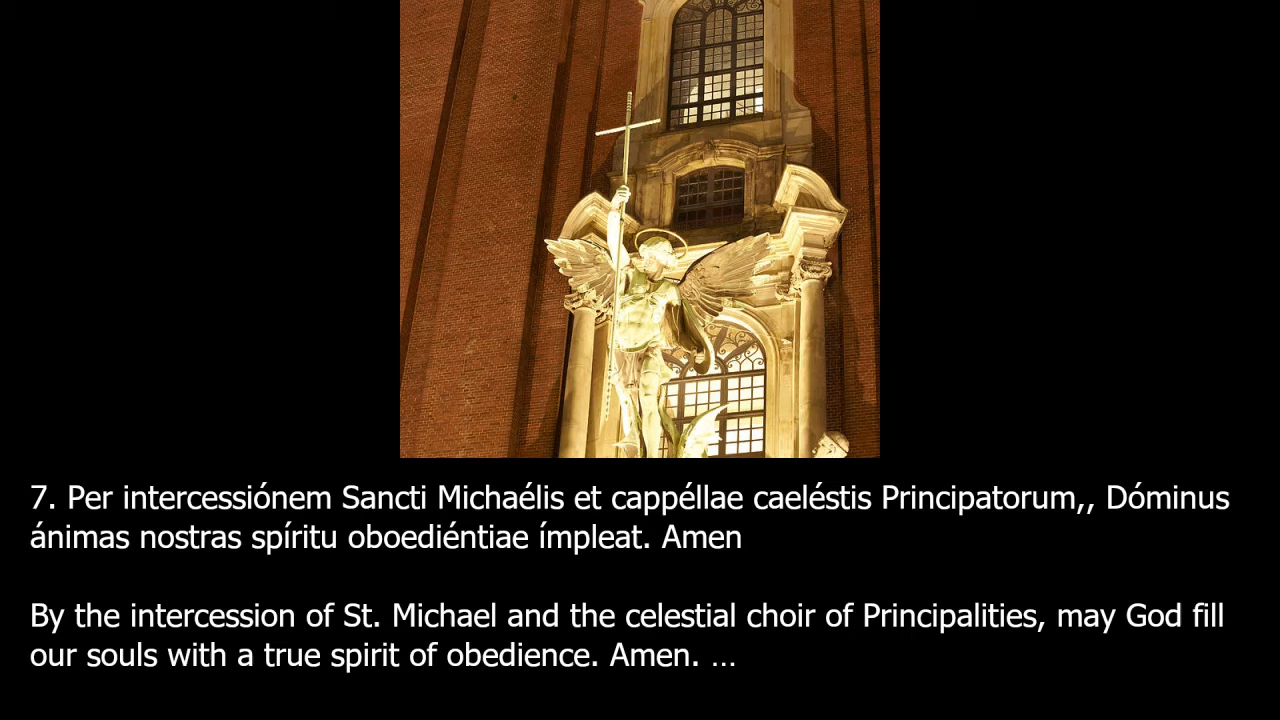 7. Per intercessiónem Sancti Michaélis et cappéllae caeléstis Principatorum,, Dóminus
ánimas nostras spíritu oboediéntiae ímpleat. Amen
By the intercession of St. Michael and the celestial choir of Principalities, may God fill
our souls with a true spirit of obedience. Amen. ...